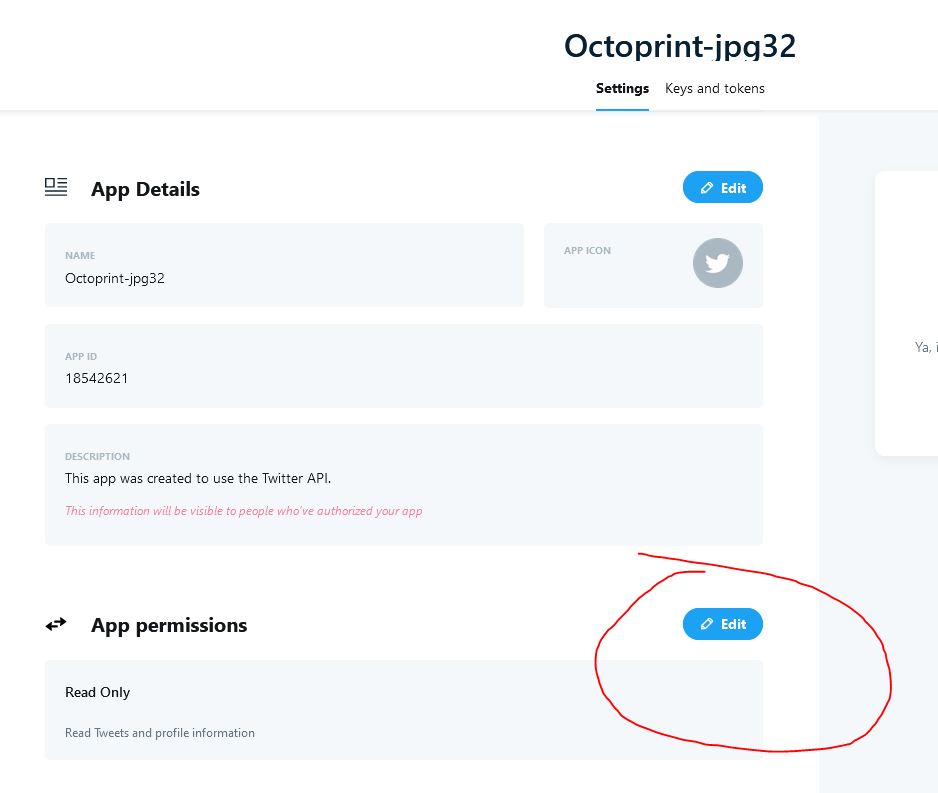 Octoprint-jpg32
Settings Keys and tokens
App Details
Edit
NAME
Octoprint-jpg32
APP ICON
APP ID
18542621
Ya, i
DESCRIPTION
This app was created to use the Twitter API.
This information will be visible to people who've authorized your app
App permissions
Edit
Read Only
Read Tweets and profile information